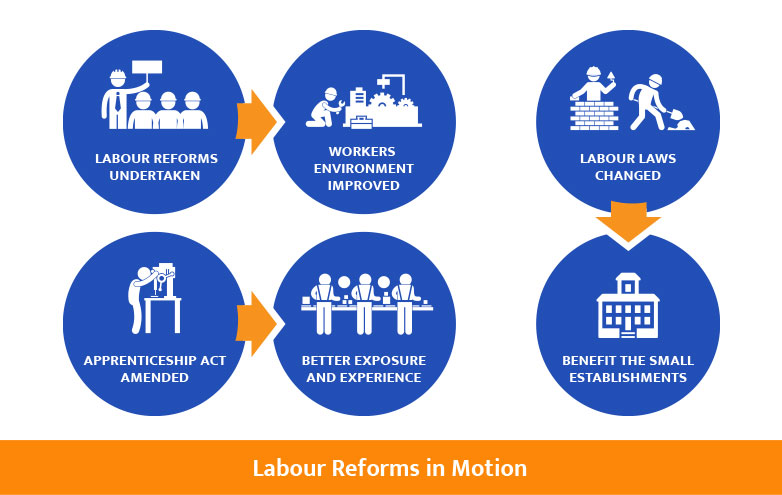 LABOUR REFORMS
UNDERTAKEN
WORKERS
ENVIRONMENT
IMPROVED
LABOUR LAWS
CHANGED
APPRENTICESHIP ACT
AMENDED
BETTER EXPOSURE
AND EXPERIENCE
BENEFIT THE SMALL
ESTABLISHMENTS
Labour Reforms in Motion